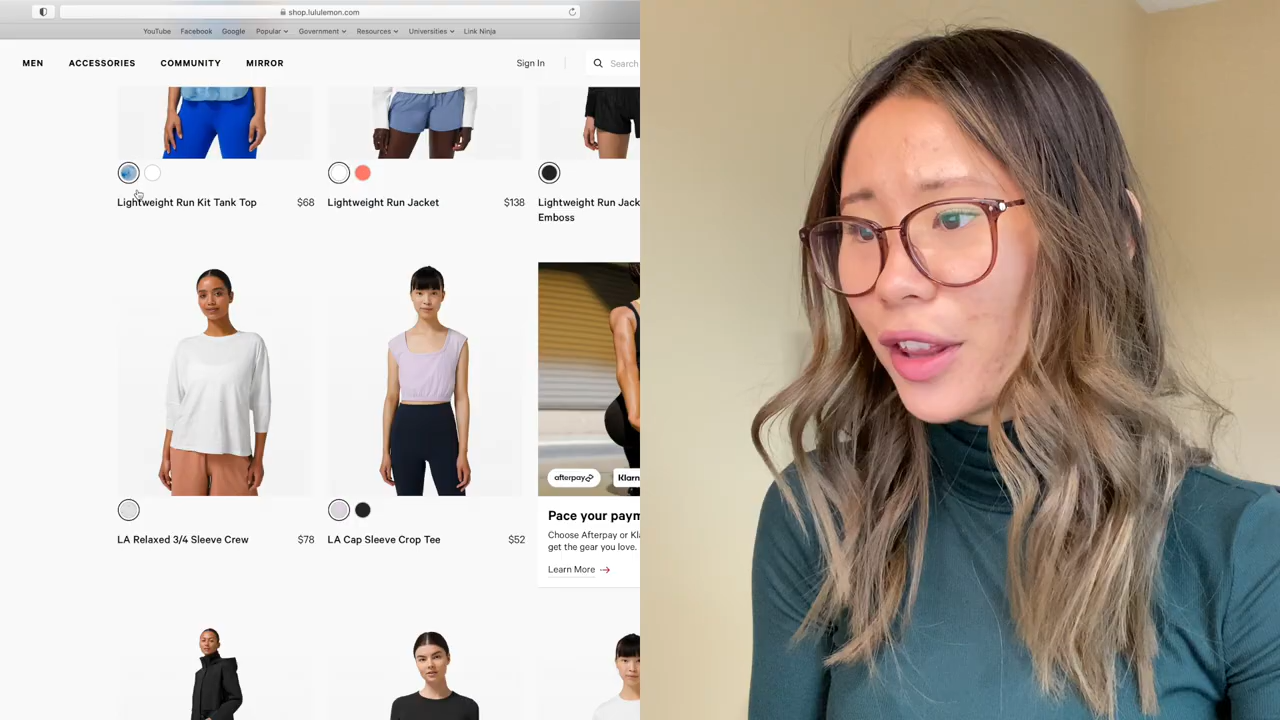 shop.lululemon.com
YouTube Facebook Google Popular Government Resources Universities Link Ninja
MEN ACCESSORIES COMMUNITY MIRROR Sign In Search
Lightweight Run Kit Tank Top $68 Lightweight Run Jacket $138 Lightweight Run Jack
Emboss
afterpay Klarn
LA Relaxed 3/4 Sleeve Crew $78 LA Cap Sleeve Crop Tee $52
Pace your paym
Choose Afterpay or Kla
get the gear you love.
Learn More